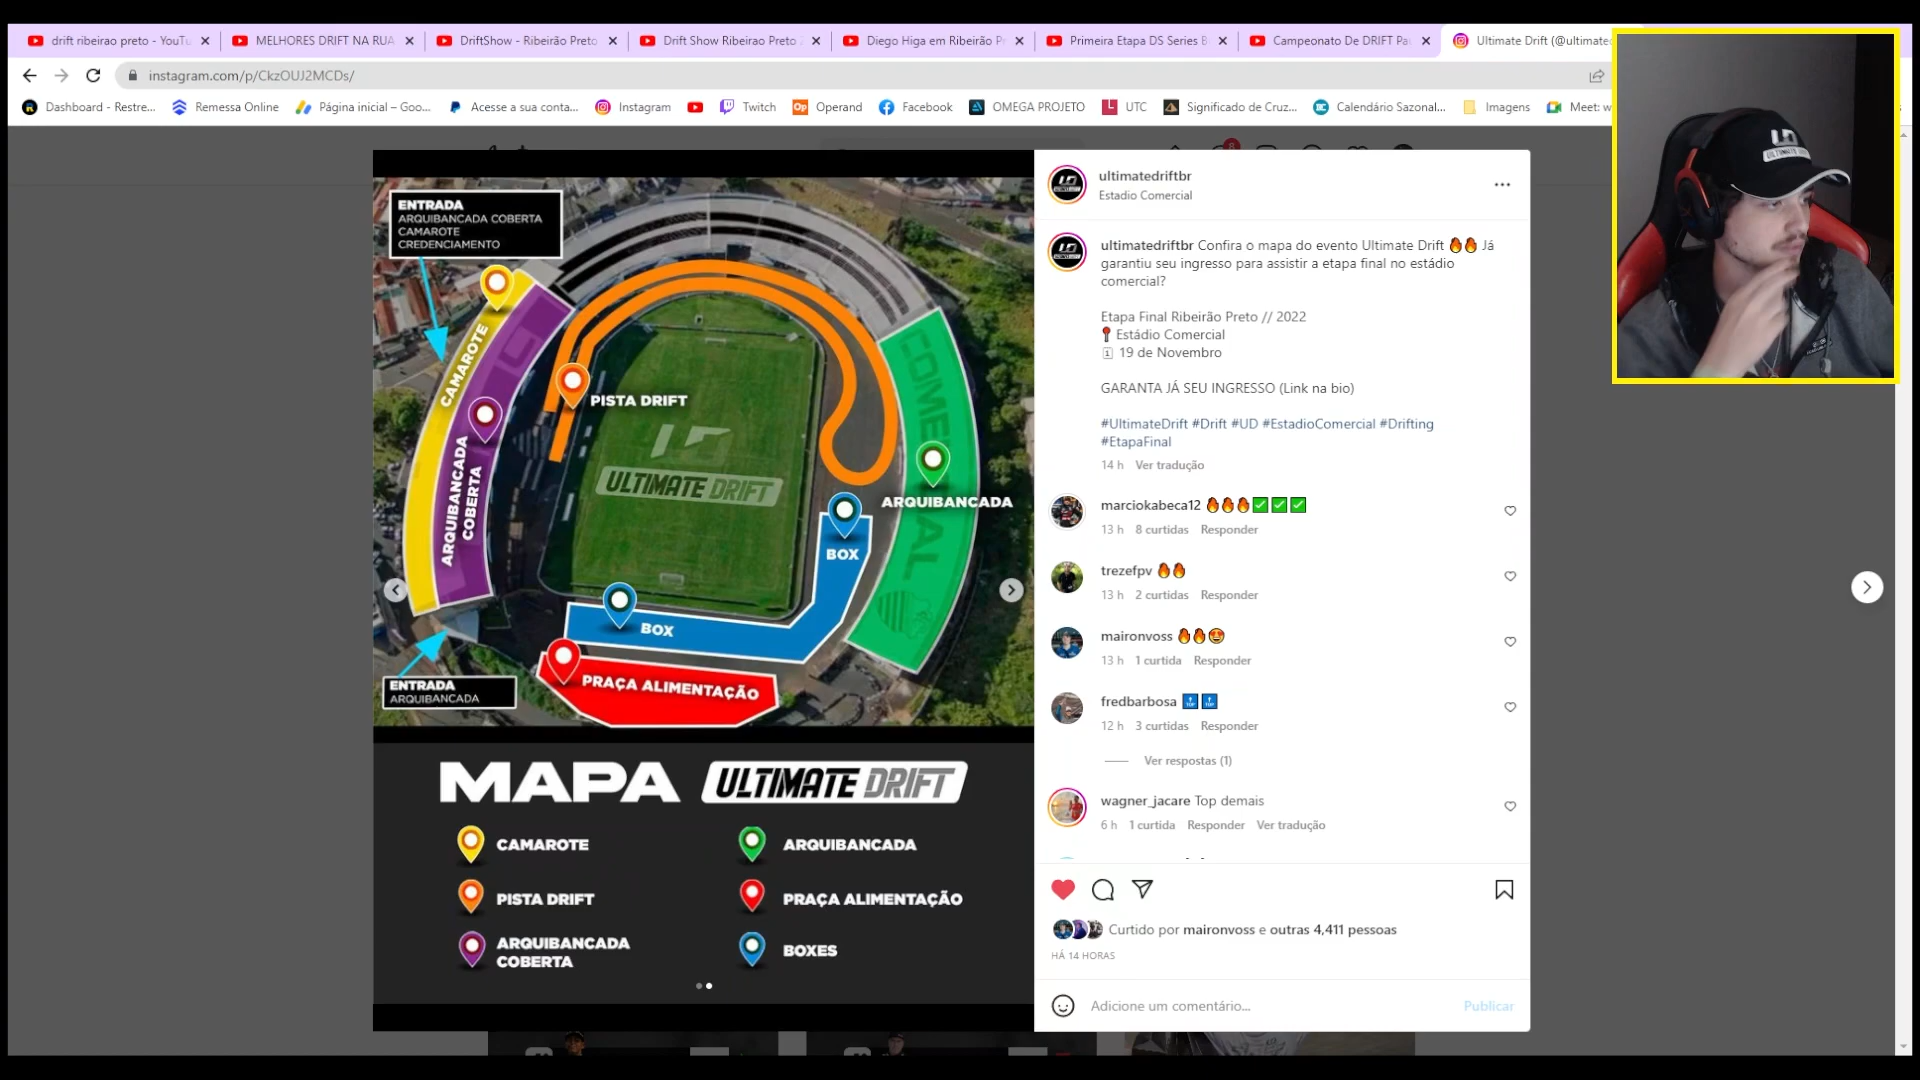 drift ribeirao preto - YouTu
MELHORES DRIFT NA RUA
DriftShow - Ribeirão Preto
Drift Show Ribeirao Preto
Diego Higa em Ribeirão Pr
Primeira Etapa DS Series B
Campeonato De DRIFT Pa
Ultimate Drift (@ultimatec
instagram.com/p/CkzOUJ2MCDs/
Dashboard - Restre...
Remessa Online
Página inicial – Goo...
Acesse a sua conta...
Instagram
Twitch
Op
Operand
Facebook
OMEGA PROJETO
UTC
Significado de Cruz...
Calendário Sazonal...
Imagens
Meet: w
ENTRADA
ARQUIBANCADA COBERTA
CAMAROTE
CREDENCIAMENTO
CAMAROTE
ARQUIBANCADA
COBERTA
PISTA DRIFT
ULTIMATE DRIFT
COMERCIAL
ARQUIBANCADA
BOX
BOX
PRAÇA ALIMENTAÇÃO
ENTRADA
ARQUIBANCADA
MAPA ULTIMATE DRIFT
CAMAROTE
PISTA DRIFT
ARQUIBANCADA
COBERTA
ARQUIBANCADA
PRAÇA ALIMENTAÇÃO
BOXES
ultimatedriftbr
Estadio Comercial
ultimatedriftbr Confira o mapa do evento Ultimate Drift 🔥🔥 Já
garantiu seu ingresso para assistir a etapa final no estádio
comercial?
Etapa Final Ribeirão Preto // 2022
📍 Estádio Comercial
🗓 19 de Novembro
GARANTA JÁ SEU INGRESSO (Link na bio)
#UltimateDrift #Drift #UD #EstadioComercial #Drifting
#EtapaFinal
14 h Ver tradução
marciokabeca12 🔥🔥🔥✅✅✅
13 h 8 curtidas Responder
trezefpv 🔥🔥
13 h 2 curtidas Responder
maironvoss 🔥🔥😍
13 h 1 curtida Responder
fredbarbosa 🔝🔝
12 h 3 curtidas Responder
Ver respostas (1)
wagner_jacare Top demais
6 h 1 curtida Responder Ver tradução
Curtido por maironvoss e outras 4,411 pessoas
HÁ 14 HORAS
Adicione um comentário...
Publicar